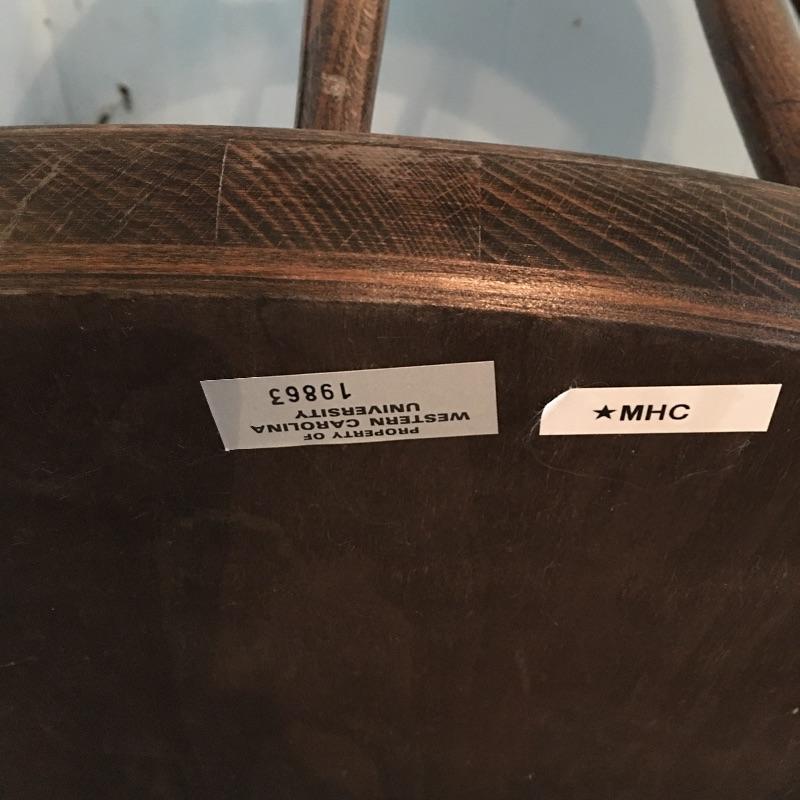 PROPERTY OF
WESTERN CAROLINA
UNIVERSITY
19863
★MHC